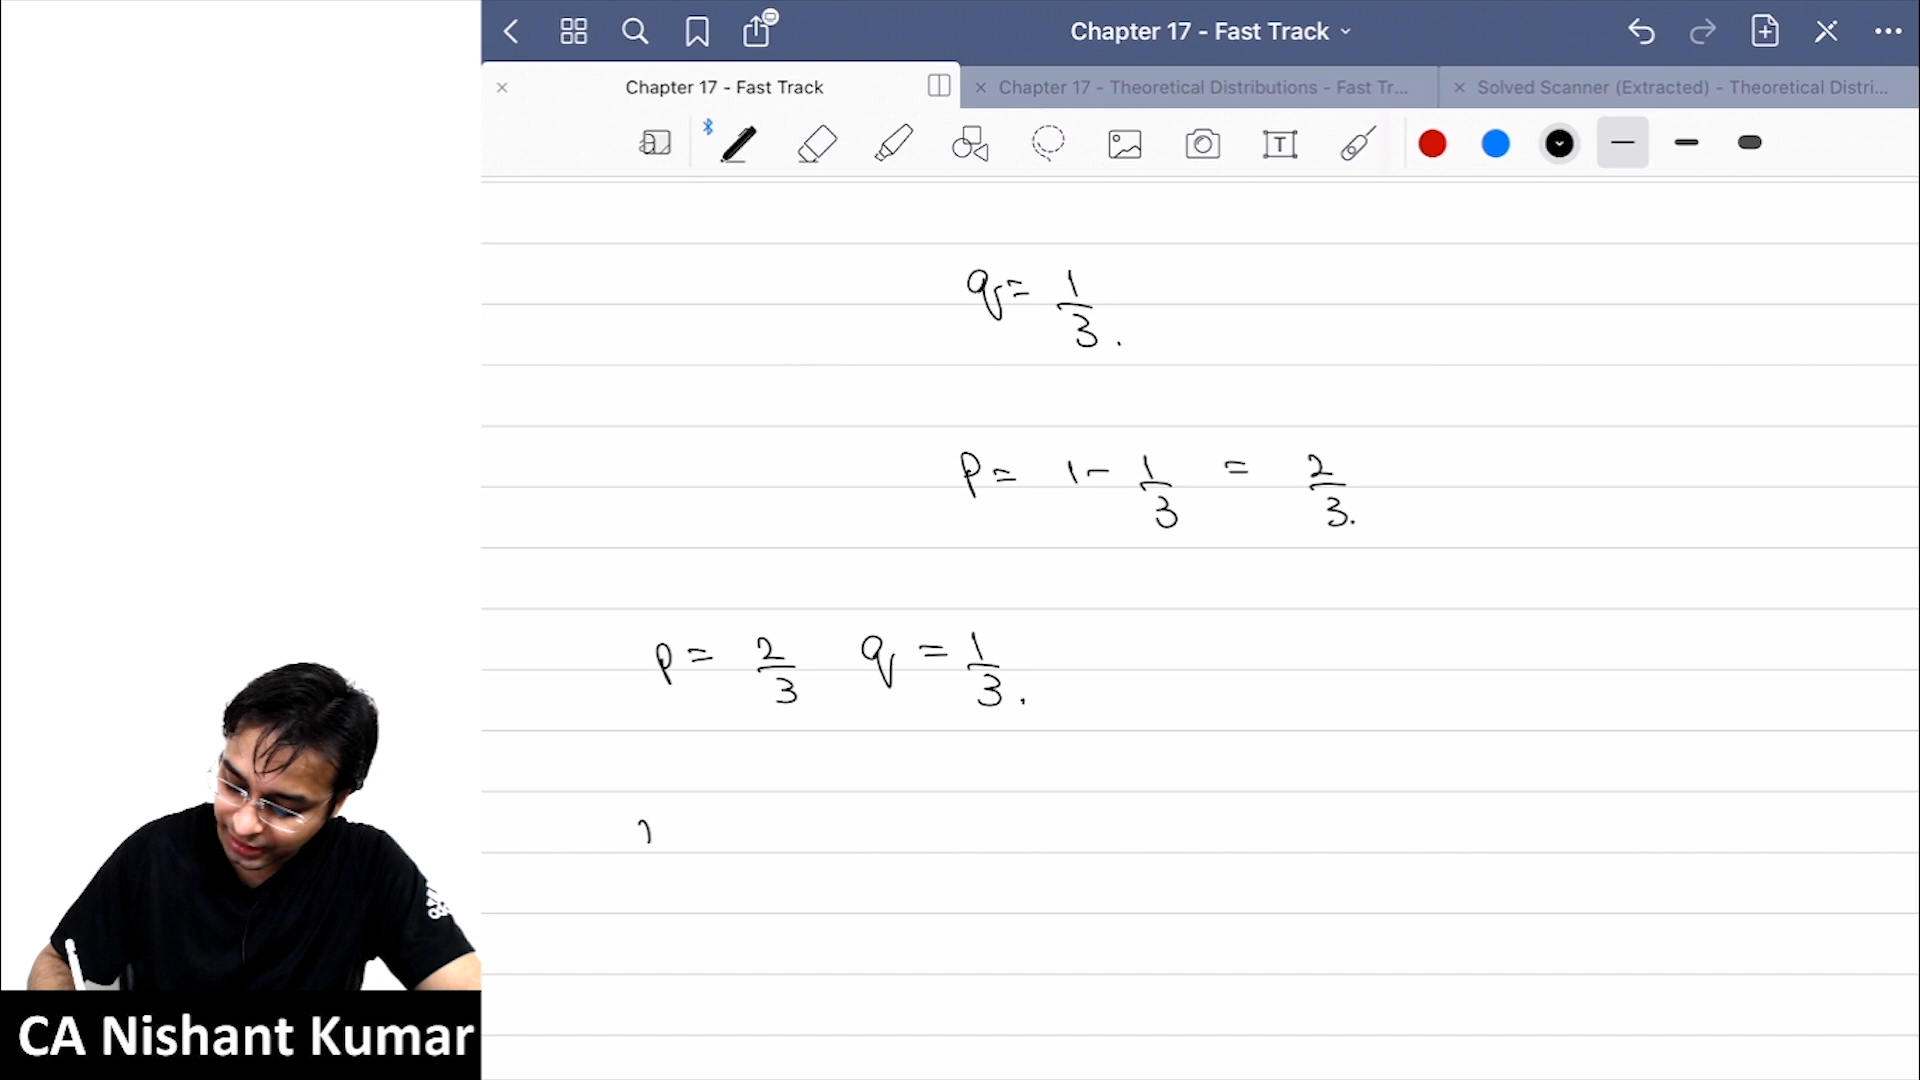 Chapter 17 - Fast Track
Chapter 17 - Fast Track
Chapter 17 - Theoretical Distributions - Fast Tr...
Solved Scanner (Extracted) - Theoretical Distri...
q = 1/3.
P = 1 - 1/3 = 2/3.
p = 2/3 q = 1/3.
CA Nishant Kumar